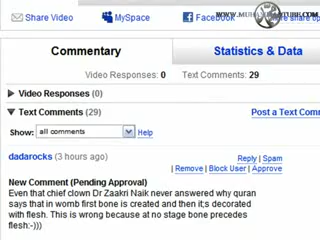 Share Video MySpace Facebook
Commentary Statistics & Data
Video Responses: 0 Text Comments: 29
Video Responses (0)
Text Comments (29) Post a Text Comm
Show: all comments Help
dadarocks (3 hours ago) Reply | Spam
| Remove | Block User | Approve
New Comment (Pending Approval)
Even that chief clown Dr Zaakri Naik never answered why quran
says that in womb first bone is created and then it;s decorated
with flesh. This is wrong because at no stage bone precedes
flesh:-)))